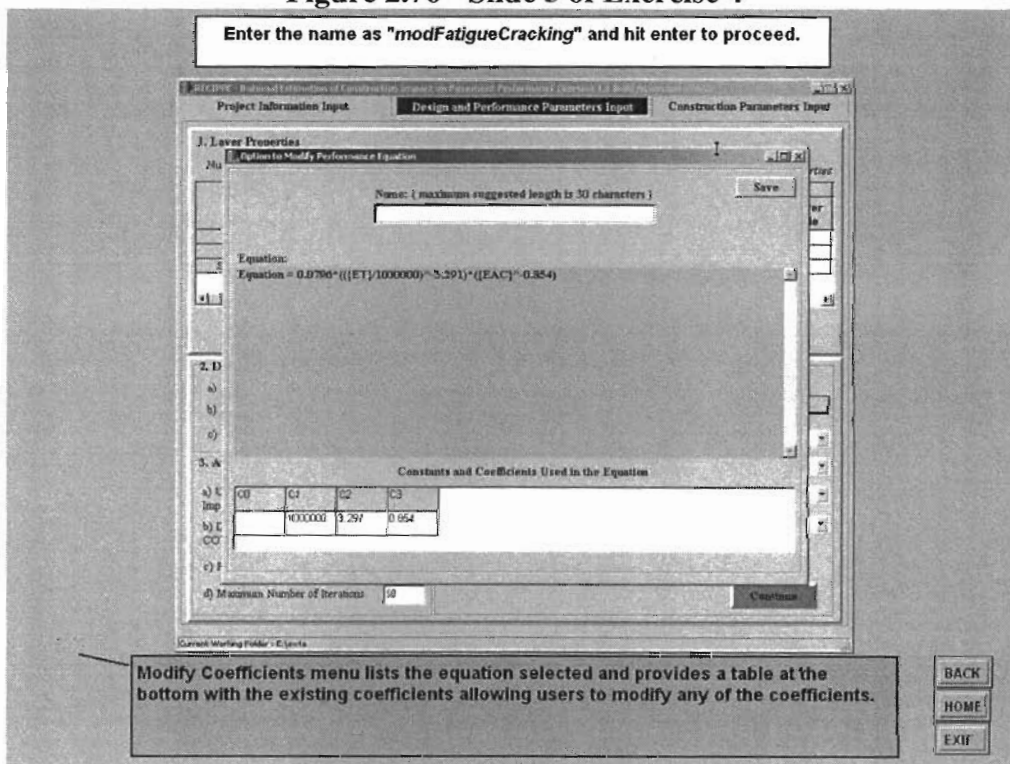 Figure 2.76 - Slide 5 of Exercise 4
Enter the name as "modFatigueCracking" and hit enter to proceed.
Project Information Input
Design and Performance Parameters Input
Construction Parameters Input
1. Layer Properties
Option to Modify Performance Equation
Name: ( maximum suggested length is 30 characters )
Save
Equation:
Equation = 0.0796*(([ET]/1000000)^-3.291)*([EAC]^-0.854)
2. D
a)
b)
c)
3. A
Constants and Coefficients Used in the Equation
C0 C1 C2 C3
1000000 3.291 0.854
a)
Imp
b)
CO
c)
d) Maximum Number of Iterations 50
Continue
Modify Coefficients menu lists the equation selected and provides a table at the
bottom with the existing coefficients allowing users to modify any of the coefficients.
BACK
HOME
EXIT